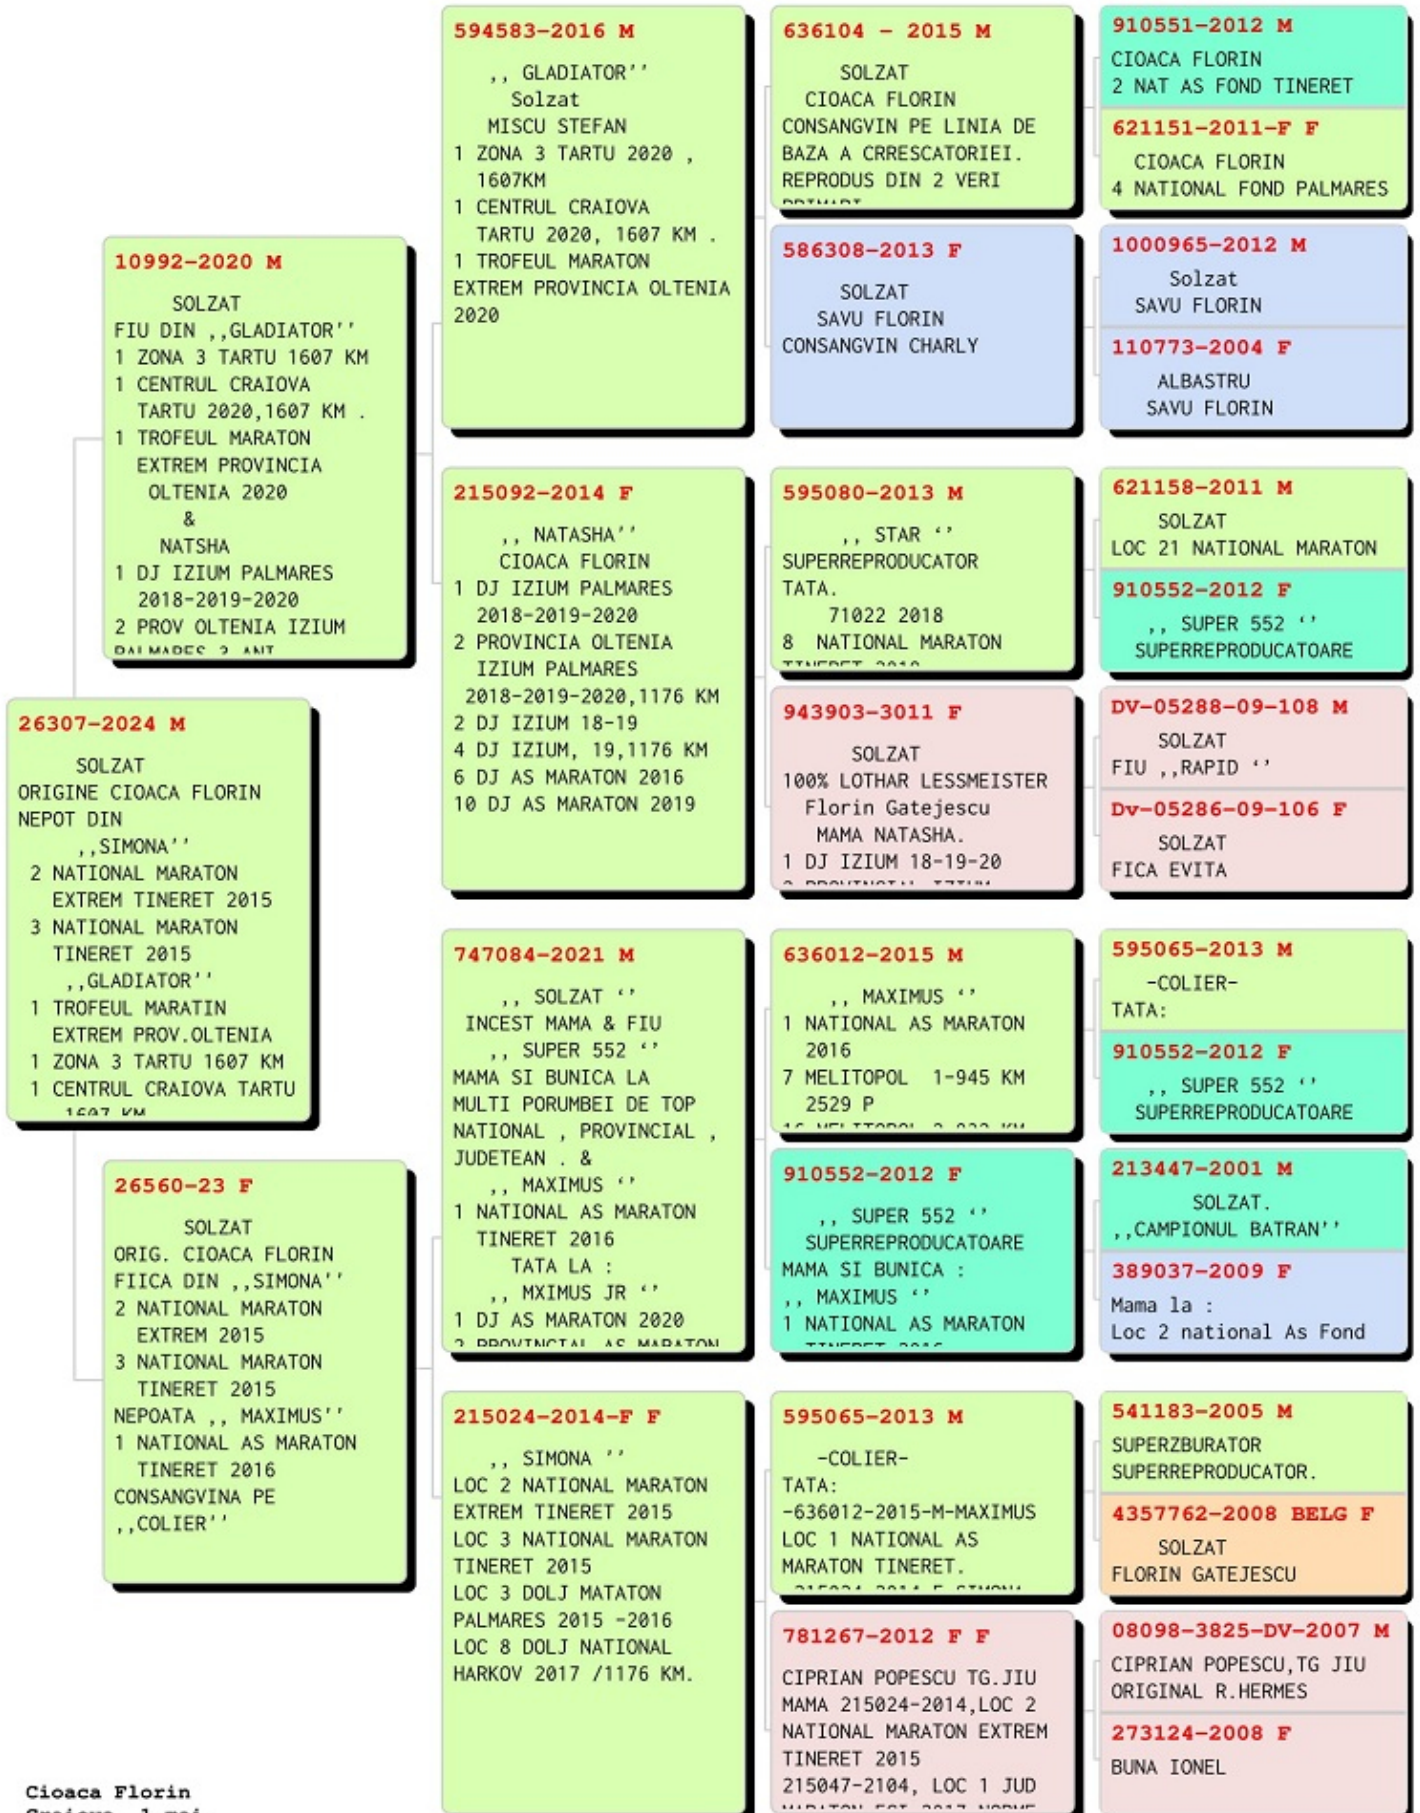 594583-2016 M
,, GLADIATOR''
Solzat
MISCU STEFAN
1 ZONA 3 TARTU 2020 ,
1607KM
1 CENTRUL CRAIOVA
TARTU 2020, 1607 KM .
1 TROFEUL MARATON
EXTREM PROVINCIA OLTENIA
2020
636104 - 2015 M
SOLZAT
CIOACA FLORIN
CONSANGVIN PE LINIA DE
BAZA A CRRESCATORIEI.
REPRODUS DIN 2 VERI
910551-2012 M
CIOACA FLORIN
2 NAT AS FOND TINERET
621151-2011-F F
CIOACA FLORIN
4 NATIONAL FOND PALMARES
586308-2013 F
SOLZAT
SAVU FLORIN
CONSANGVIN CHARLY
1000965-2012 M
Solzat
SAVU FLORIN
110773-2004 F
ALBASTRU
SAVU FLORIN
10992-2020 M
SOLZAT
FIU DIN ,,GLADIATOR''
1 ZONA 3 TARTU 1607 KM
1 CENTRUL CRAIOVA
TARTU 2020,1607 KM .
1 TROFEUL MARATON
EXTREM PROVINCIA
OLTENIA 2020
&
NATSHA
1 DJ IZIUM PALMARES
2018-2019-2020
2 PROV OLTENIA IZIUM
PALMARES 3 ANI
215092-2014 F
,, NATASHA''
CIOACA FLORIN
1 DJ IZIUM PALMARES
2018-2019-2020
2 PROVINCIA OLTENIA
IZIUM PALMARES
2018-2019-2020,1176 KM
2 DJ IZIUM 18-19
4 DJ IZIUM, 19,1176 KM
6 DJ AS MARATON 2016
10 DJ AS MARATON 2019
595080-2013 M
,, STAR ‘’
SUPERREPRODUCATOR
TATA.
71022 2018
8 NATIONAL MARATON
621158-2011 M
SOLZAT
LOC 21 NATIONAL MARATON
910552-2012 F
,, SUPER 552 ‘’
SUPERREPRODUCATOARE
943903-3011 F
SOLZAT
100% LOTHAR LESSMEISTER
Florin Gatejescu
MAMA NATASHA.
1 DJ IZIUM 18-19-20
DV-05288-09-108 M
SOLZAT
FIU ,,RAPID ‘’
Dv-05286-09-106 F
SOLZAT
FICA EVITA
26307-2024 M
SOLZAT
ORIGINE CIOACA FLORIN
NEPOT DIN
,,SIMONA''
2 NATIONAL MARATON
EXTREM TINERET 2015
3 NATIONAL MARATON
TINERET 2015
,,GLADIATOR''
1 TROFEUL MARATIN
EXTREM PROV.OLTENIA
1 ZONA 3 TARTU 1607 KM
1 CENTRUL CRAIOVA TARTU
1607 KM
747084-2021 M
,, SOLZAT ‘’
INCEST MAMA & FIU
,, SUPER 552 ‘’
MAMA SI BUNICA LA
MULTI PORUMBEI DE TOP
NATIONAL , PROVINCIAL ,
JUDETEAN . &
,, MAXIMUS ‘’
1 NATIONAL AS MARATON
TINERET 2016
TATA LA :
,, MXIMUS JR ‘’
1 DJ AS MARATON 2020
2 PROVINCIAL AS MARATON
636012-2015 M
,, MAXIMUS ‘’
1 NATIONAL AS MARATON
2016
7 MELITOPOL 1-945 KM
2529 P
595065-2013 M
-COLIER-
TATA:
910552-2012 F
,, SUPER 552 ‘’
SUPERREPRODUCATOARE
910552-2012 F
,, SUPER 552 ‘’
SUPERREPRODUCATOARE
MAMA SI BUNICA :
,, MAXIMUS ‘’
1 NATIONAL AS MARATON
213447-2001 M
SOLZAT.
,,CAMPIONUL BATRAN''
389037-2009 F
Mama la :
Loc 2 national As Fond
26560-23 F
SOLZAT
ORIG. CIOACA FLORIN
FIICA DIN ,,SIMONA''
2 NATIONAL MARATON
EXTREM 2015
3 NATIONAL MARATON
TINERET 2015
NEPOATA ,, MAXIMUS''
1 NATIONAL AS MARATON
TINERET 2016
CONSANGVINA PE
,,COLIER''
215024-2014-F F
,, SIMONA ''
LOC 2 NATIONAL MARATON
EXTREM TINERET 2015
LOC 3 NATIONAL MARATON
TINERET 2015
LOC 3 DOLJ MATATON
PALMARES 2015 -2016
LOC 8 DOLJ NATIONAL
HARKOV 2017 /1176 KM.
595065-2013 M
-COLIER-
TATA:
-636012-2015-M-MAXIMUS
LOC 1 NATIONAL AS
MARATON TINERET.
541183-2005 M
SUPERZBURATOR
SUPERREPRODUCATOR.
4357762-2008 BELG F
SOLZAT
FLORIN GATEJESCU
781267-2012 F F
CIPRIAN POPESCU TG.JIU
MAMA 215024-2014,LOC 2
NATIONAL MARATON EXTREM
TINERET 2015
215047-2104, LOC 1 JUD
08098-3825-DV-2007 M
CIPRIAN POPESCU,TG JIU
ORIGINAL R.HERMES
273124-2008 F
BUNA IONEL
Cioaca Florin